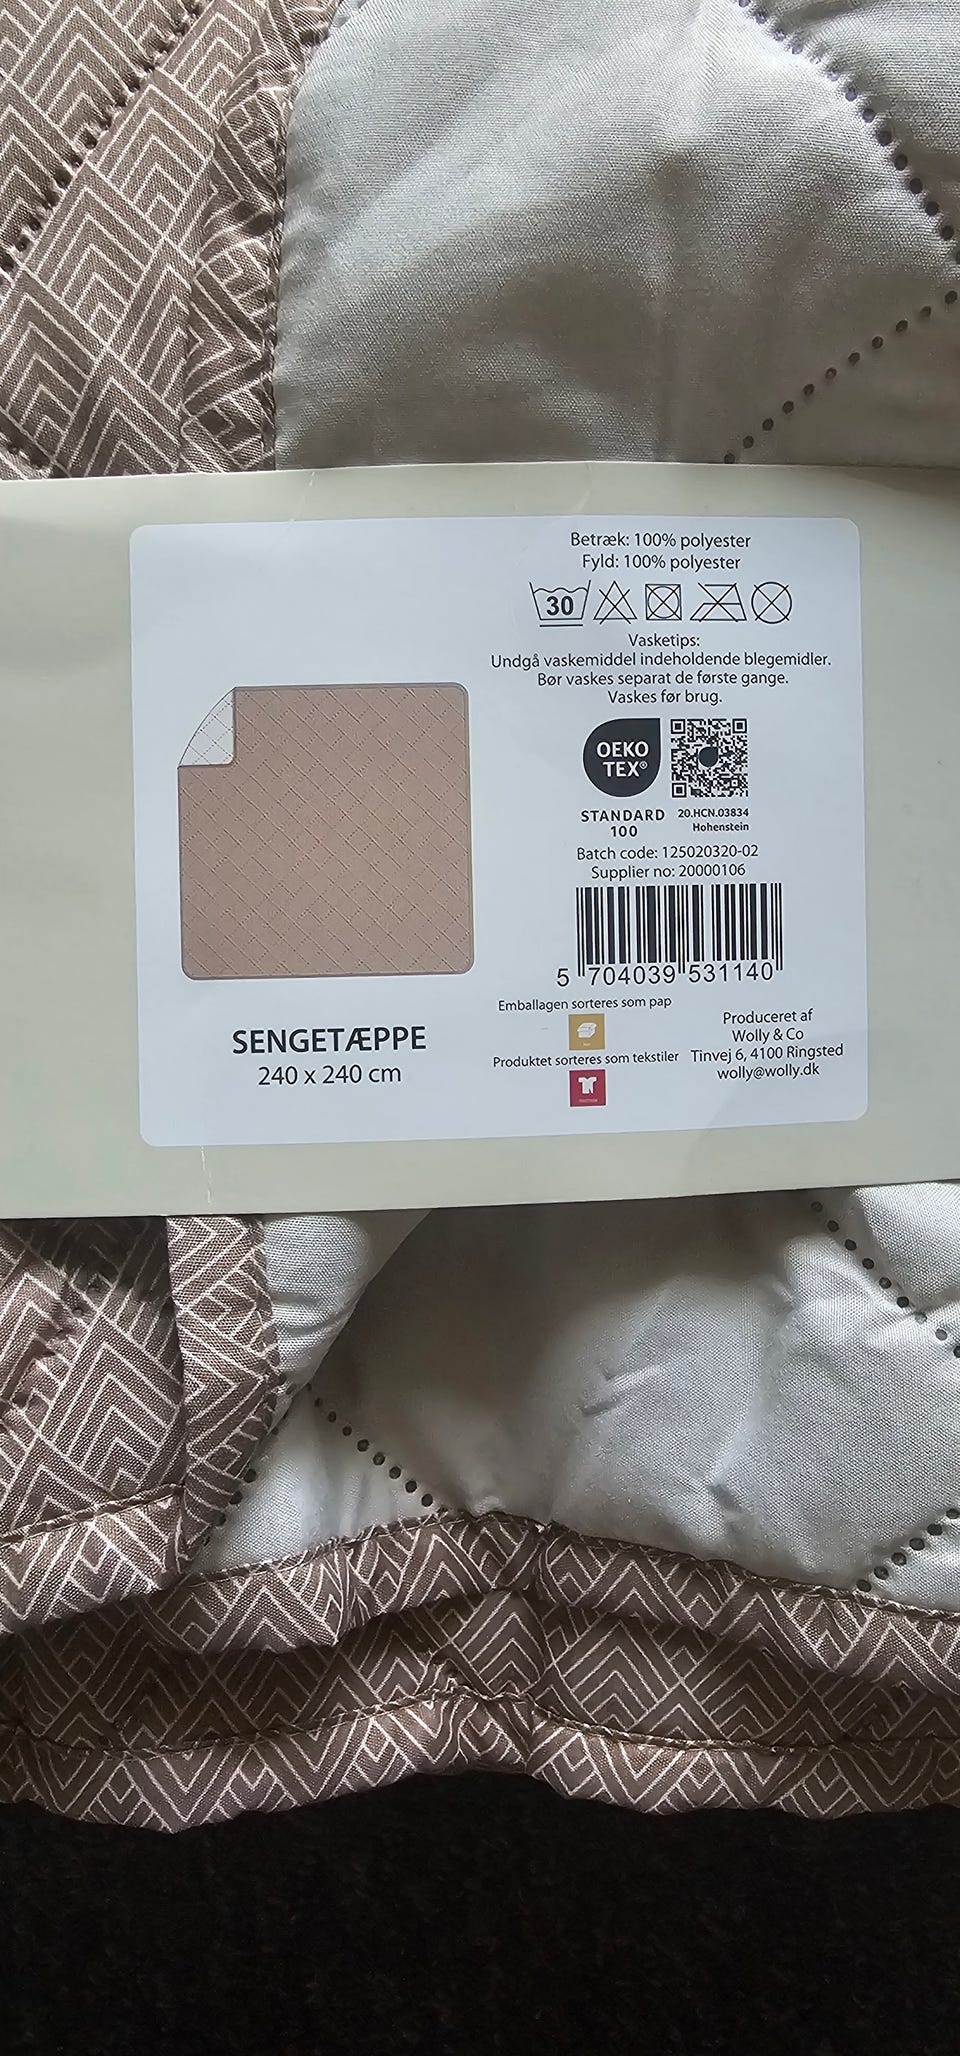 Betræk: 100% polyester
Fyld: 100% polyester
30
Vasketips:
Undgå vaskemiddel indeholdende blegemidler.
Bør vaskes separat de første gange.
Vaskes før brug.
OEKO
TEX®
STANDARD
100
20.HCN.03834
Hohenstein
Batch code: 125020320-02
Supplier no: 20000106
5 704039 531140
SENGETÆPPE
240 x 240 cm
Emballagen sorteres som pap
Produktet sorteres som tekstiler
Produceret af
Wolly & Co
Tinvej 6, 4100 Ringsted
wolly@wolly.dk